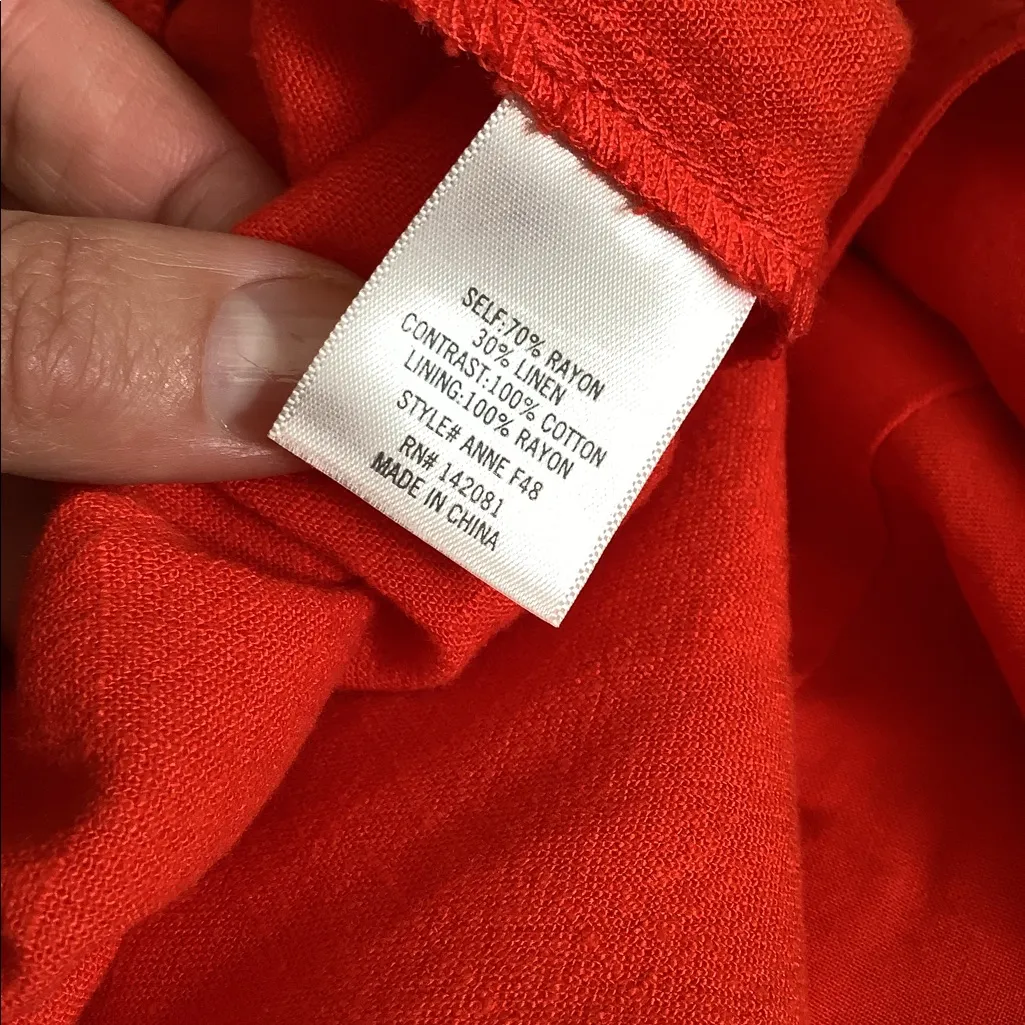 SELF:70% RAYON
30% LINEN
CONTRAST:100% COTTON
LINING:100% RAYON
STYLE# ANNE F48
RN# 142081
MADE IN CHINA